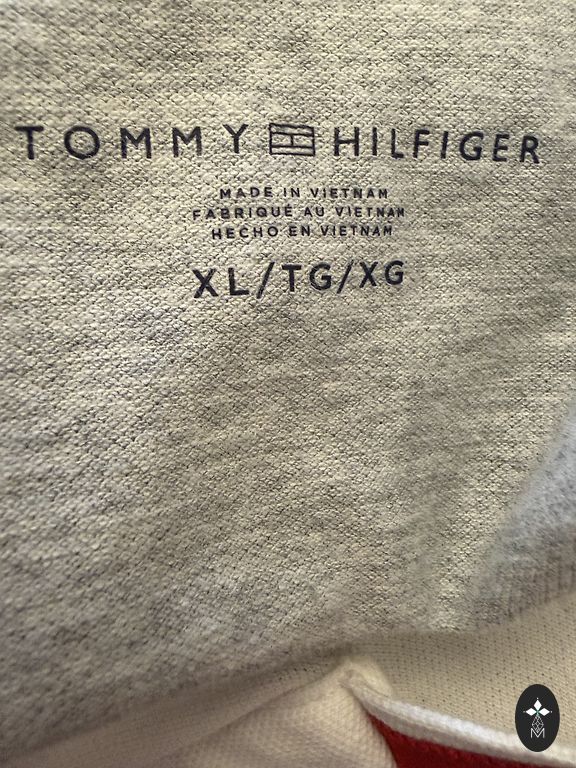 TOMMY HILFIGER
MADE IN VIETNAM
FABRIQUÉ AU VIETNAM
HECHO EN VIETNAM
XL/TG/XG
M